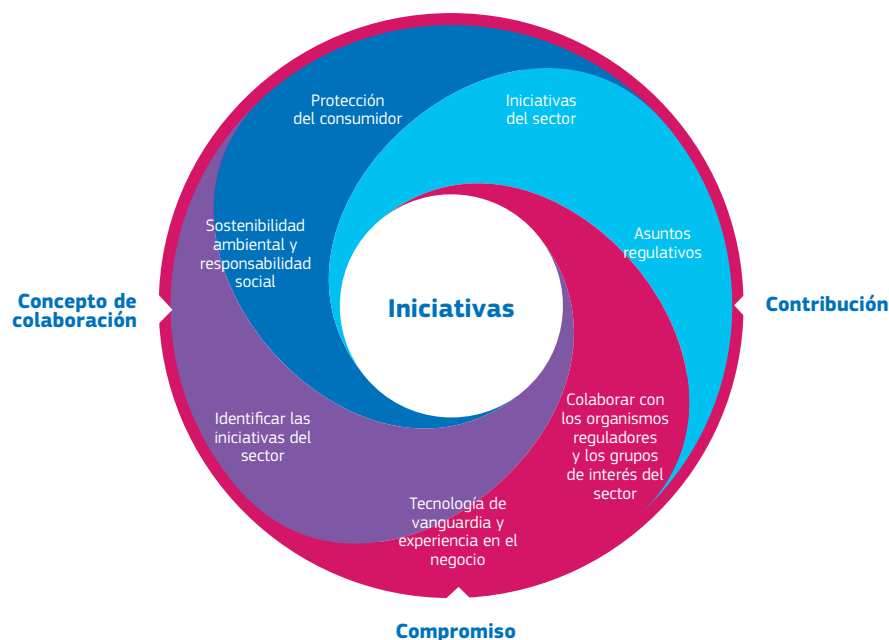 Protección
del consumidor
Iniciativas
del sector
Sostenibilidad
ambiental y
responsabilidad
social
Asuntos
regulativos
Concepto de
colaboración
Iniciativas
Contribución
Identificar las
iniciativas del
sector
Colaborar con
los organismos
reguladores
y los grupos
de interés del
sector
Tecnología de
vanguardia y
experiencia en el
negocio
Compromiso